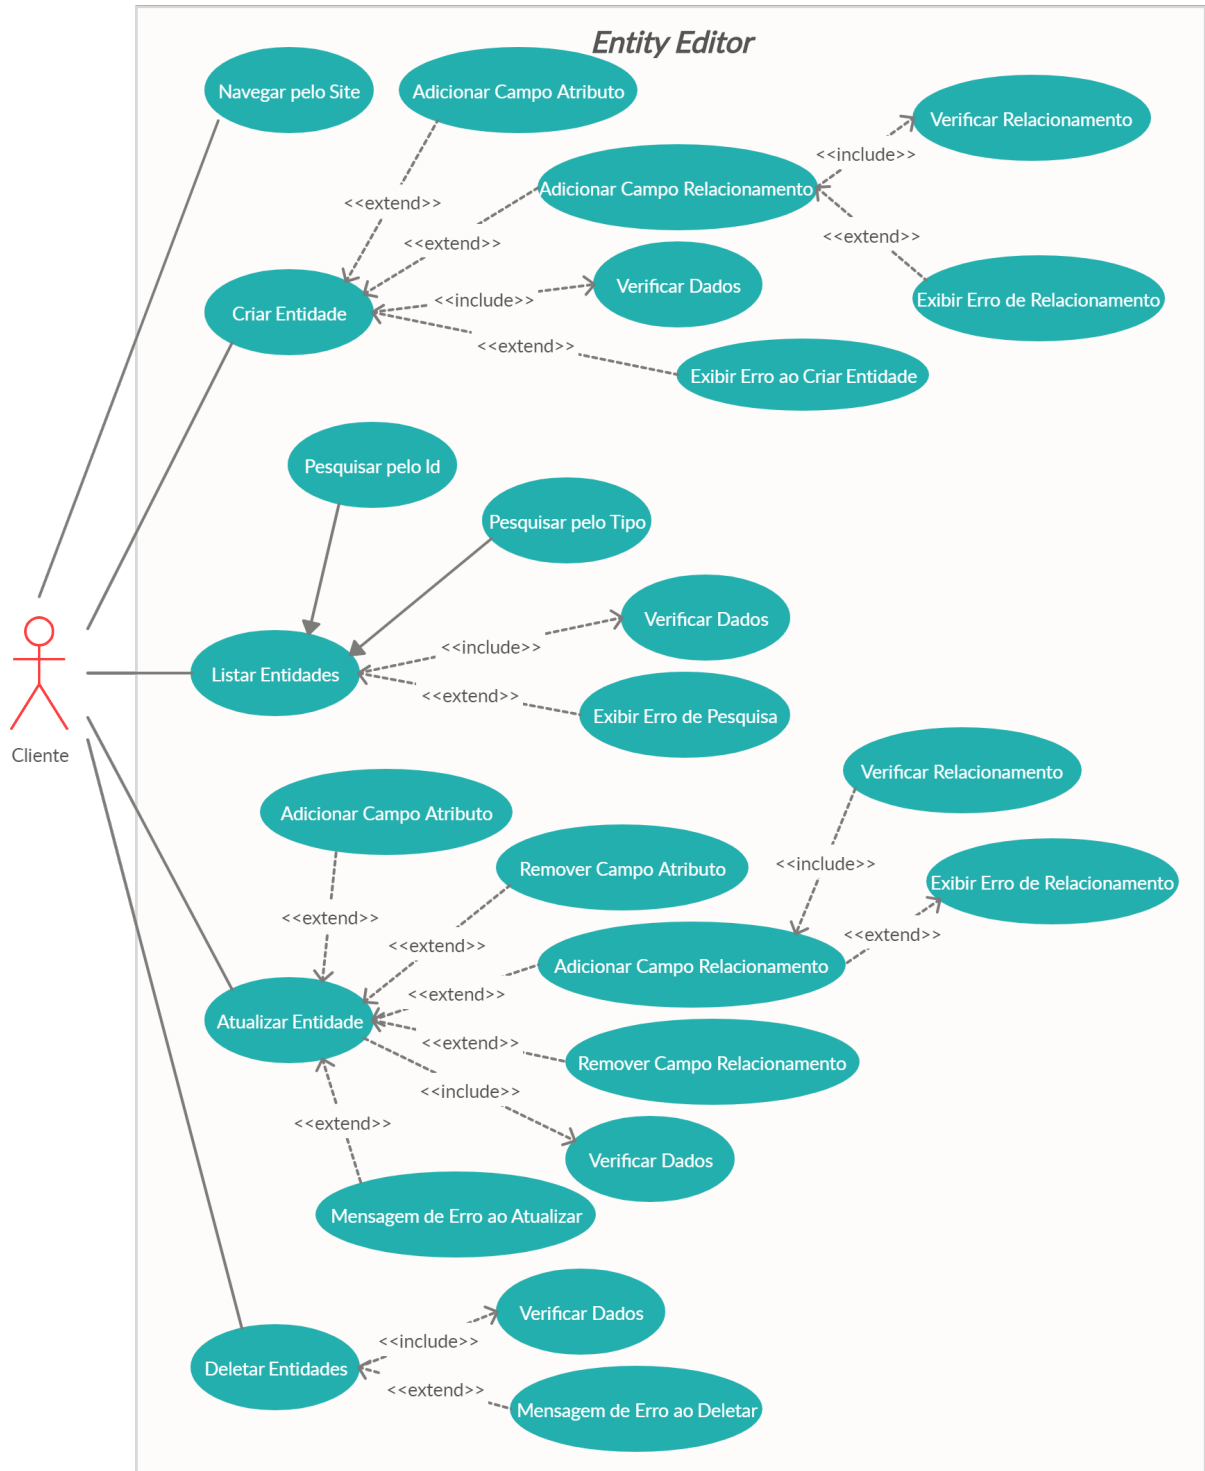 Entity Editor
Navegar pelo Site
Adicionar Campo Atributo
Verificar Relacionamento
<<include>>
Adicionar Campo Relacionamento
<<extend>>
<<extend>>
<<extend>>
Verificar Dados
Exibir Erro de Relacionamento
<<include>>
Criar Entidade
<<extend>>
Exibir Erro ao Criar Entidade
Pesquisar pelo Id
Pesquisar pelo Tipo
Verificar Dados
<<include>>
Listar Entidades
<<extend>>
Exibir Erro de Pesquisa
Cliente
Verificar Relacionamento
Adicionar Campo Atributo
<<include>>
Remover Campo Atributo
Exibir Erro de Relacionamento
<<extend>>
<<extend>>
<<extend>>
Adicionar Campo Relacionamento
<<extend>>
Atualizar Entidade
<<extend>>
Remover Campo Relacionamento
<<include>>
<<extend>>
Verificar Dados
Mensagem de Erro ao Atualizar
Verificar Dados
<<include>>
Deletar Entidades
<<extend>>
Mensagem de Erro ao Deletar